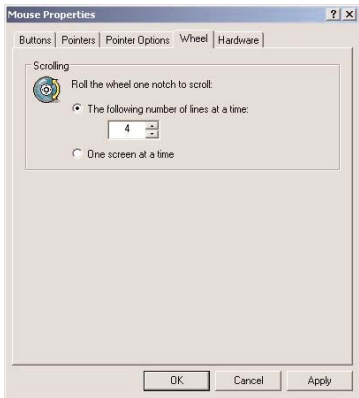 Mouse Properties
Buttons Pointers Pointer Options Wheel Hardware
Scrolling
Roll the wheel one notch to scroll:
The following number of lines at a time:
4
One screen at a time
OK Cancel Apply